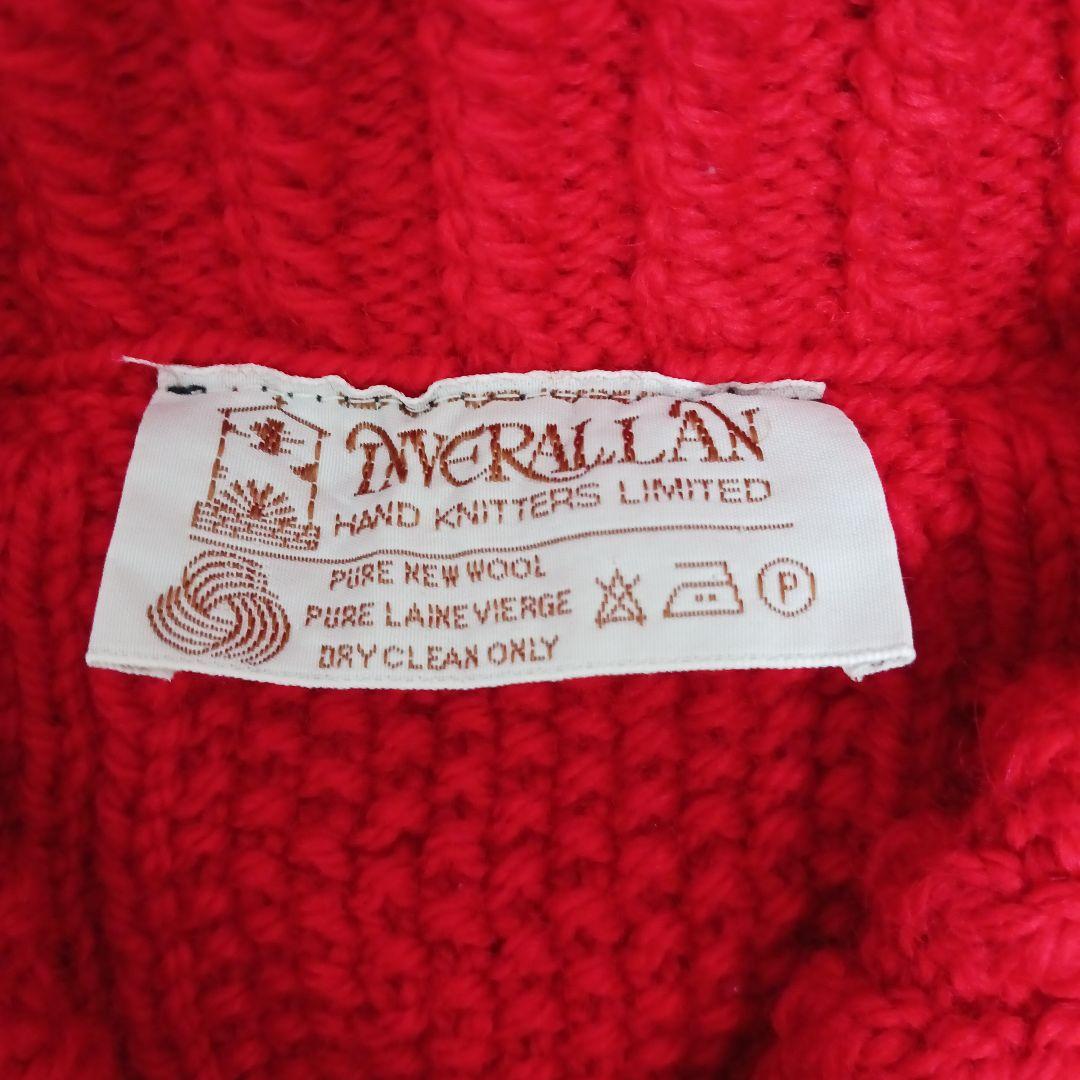 INVERALLAN
HAND KNITTERS LIMITED
PURE NEW WOOL
PURE LAINE VIERGE
DRY CLEAN ONLY
P